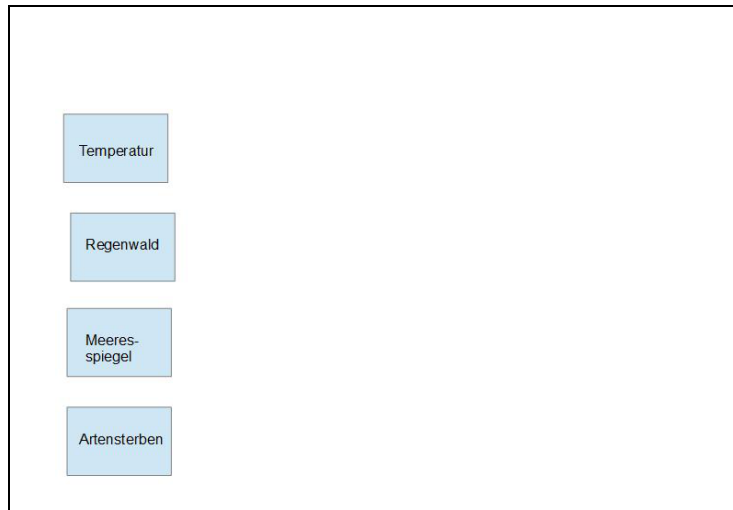 Temperatur
Regenwald
Meeres-
spiegel
Artensterben